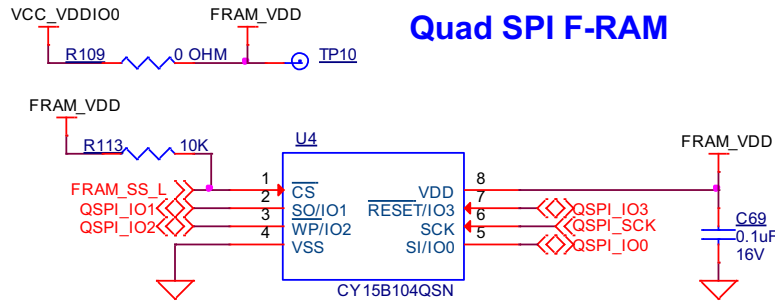 Quad SPI F-RAM
VCC_VDDIO0
FRAM_VDD
R109
0 OHM
TP10
FRAM_VDD
R113
10K
U4
FRAM_VDD
FRAM_SS_L
1
CS
VDD
8
QSPI_IO1
2
SO/IO1
RESET/IO3
7
QSPI_IO3
QSPI_IO2
3
WP/IO2
SCK
6
QSPI_SCK
4
VSS
SI/IO0
5
QSPI_IO0
C69
0.1uF
16V
CY15B104QSN